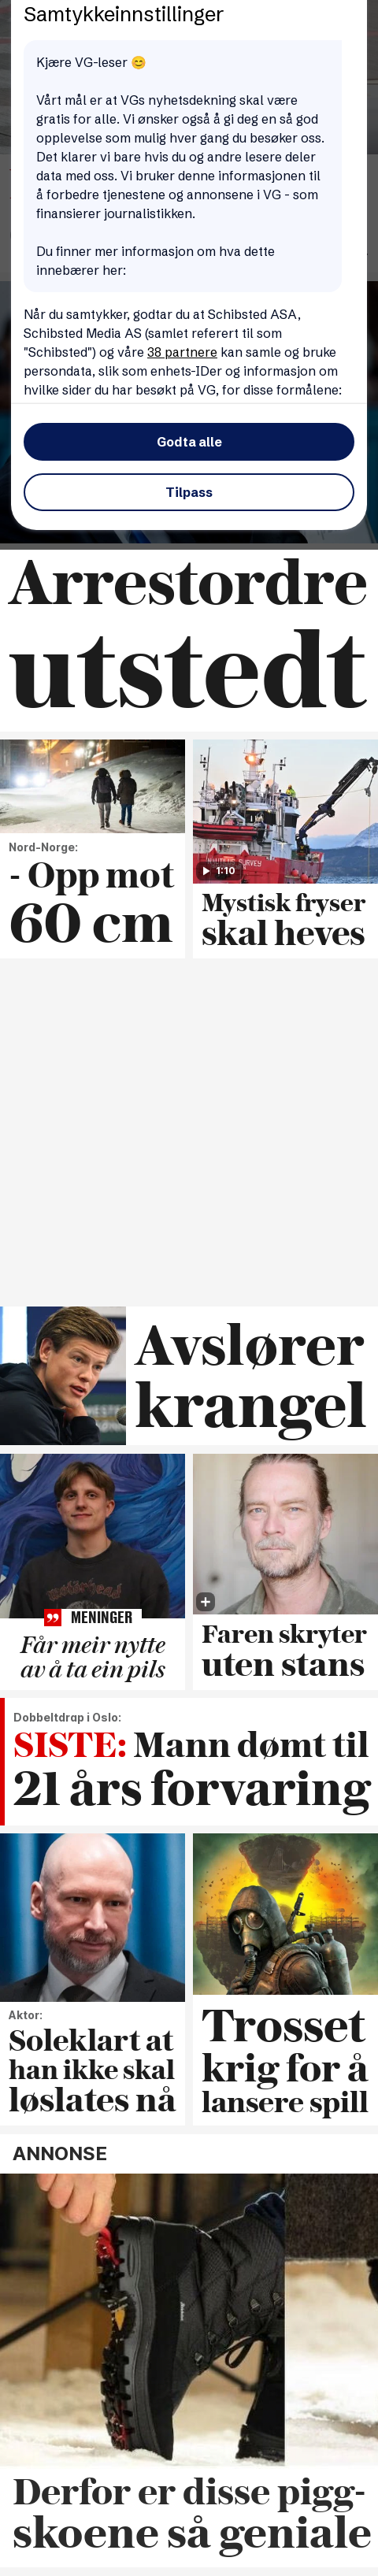 Samtykkeinnstillinger
Kjære VG-leser 😊
Vårt mål er at VGs nyhetsdekning skal være
gratis for alle. Vi ønsker også å gi deg en så god
opplevelse som mulig hver gang du besøker oss.
Det klarer vi bare hvis du og andre lesere deler
data med oss. Vi bruker denne informasjonen til
å forbedre tjenestene og annonsene i VG - som
finansierer journalistikken.
Du finner mer informasjon om hva dette
innebærer her:
Når du samtykker, godtar du at Schibsted ASA,
Schibsted Media AS (samlet referert til som
"Schibsted") og våre 38 partnere kan samle og bruke
persondata, slik som enhets-IDer og informasjon om
hvilke sider du har besøkt på VG, for disse formålene:
Godta alle
Tilpass
Arrestordre
utstedt
Nord-Norge:
- Opp mot
60 cm
1:10
Mystisk fryser
skal heves
Avslører
krangel
MENINGER
Får meir nytte
av å ta ein pils
Faren skryter
uten stans
Dobbeltdrap i Oslo:
SISTE: Mann dømt til
21 års forvaring
Aktor:
Soleklart at
han ikke skal
løslates nå
Trosset
krig for å
lansere spill
ANNONSE
Derfor er disse pigg-
skoene så geniale